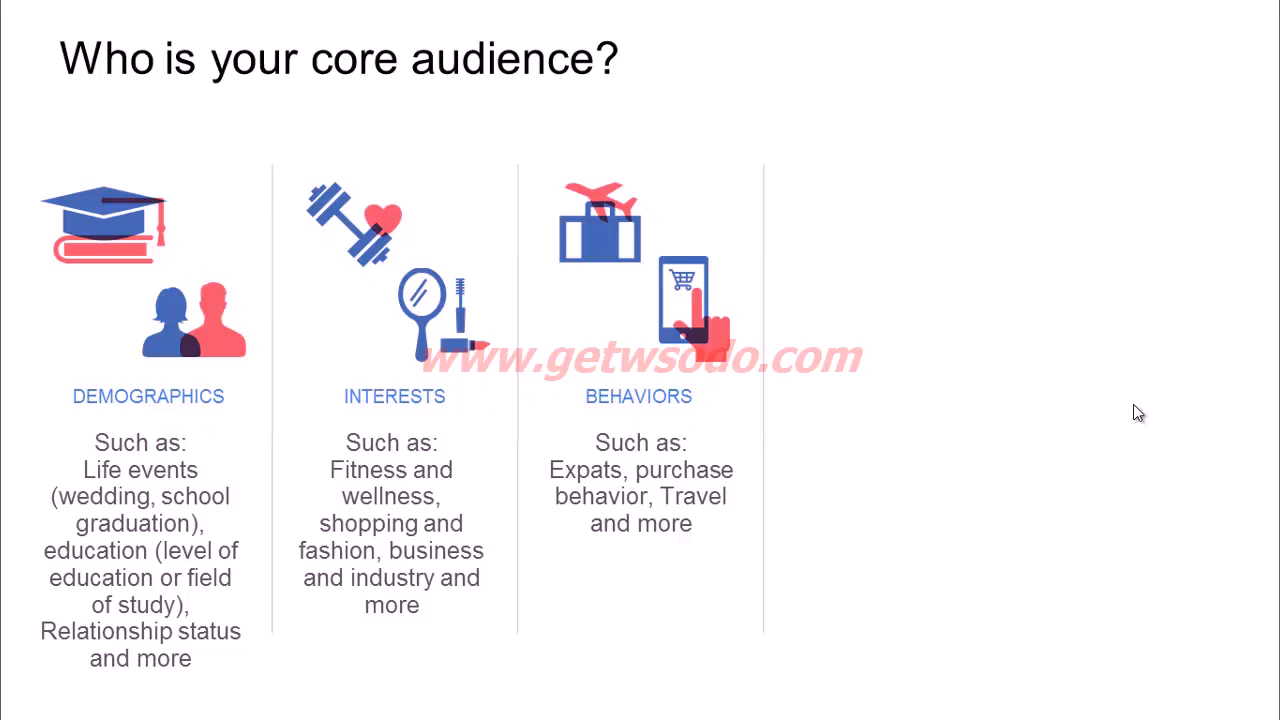 Who is your core audience?
www.getwsodo.com
DEMOGRAPHICS
Such as:
Life events
(wedding, school
graduation),
education (level of
education or field
of study),
Relationship status
and more
INTERESTS
Such as:
Fitness and
wellness,
shopping and
fashion, business
and industry and
more
BEHAVIORS
Such as:
Expats, purchase
behavior, Travel
and more